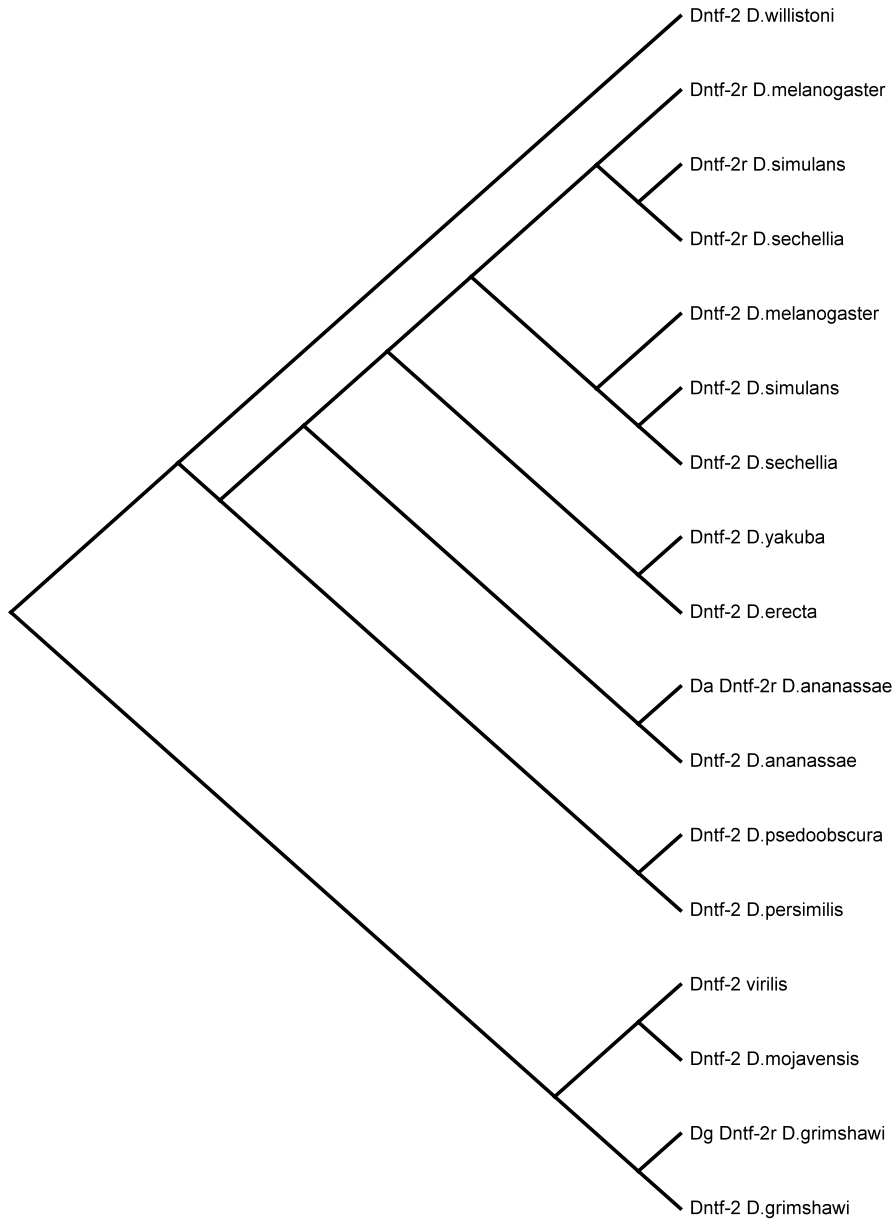 Dntf-2 D.willistoni
Dntf-2r D.melanogaster
Dntf-2r D.simulans
Dntf-2r D.sechellia
Dntf-2 D.melanogaster
Dntf-2 D.simulans
Dntf-2 D.sechellia
Dntf-2 D.yakuba
Dntf-2 D.erecta
Da Dntf-2r D.ananassae
Dntf-2 D.ananassae
Dntf-2 D.psedoobscura
Dntf-2 D.persimilis
Dntf-2 virilis
Dntf-2 D.mojavensis
Dg Dntf-2r D.grimshawi
Dntf-2 D.grimshawi